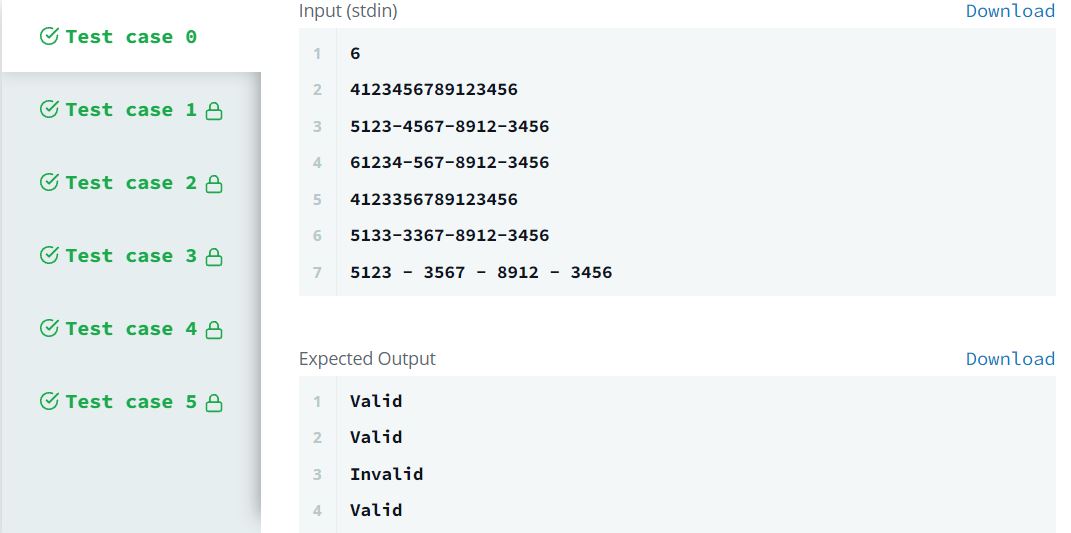 Test case 0
Test case 1
Test case 2
Test case 3
Test case 4
Test case 5
Input (stdin) Download
1 6
2 4123456789123456
3 5123-4567-8912-3456
4 61234-567-8912-3456
5 4123356789123456
6 5133-3367-8912-3456
7 5123 - 3567 - 8912 - 3456
Expected Output Download
1 Valid
2 Valid
3 Invalid
4 Valid